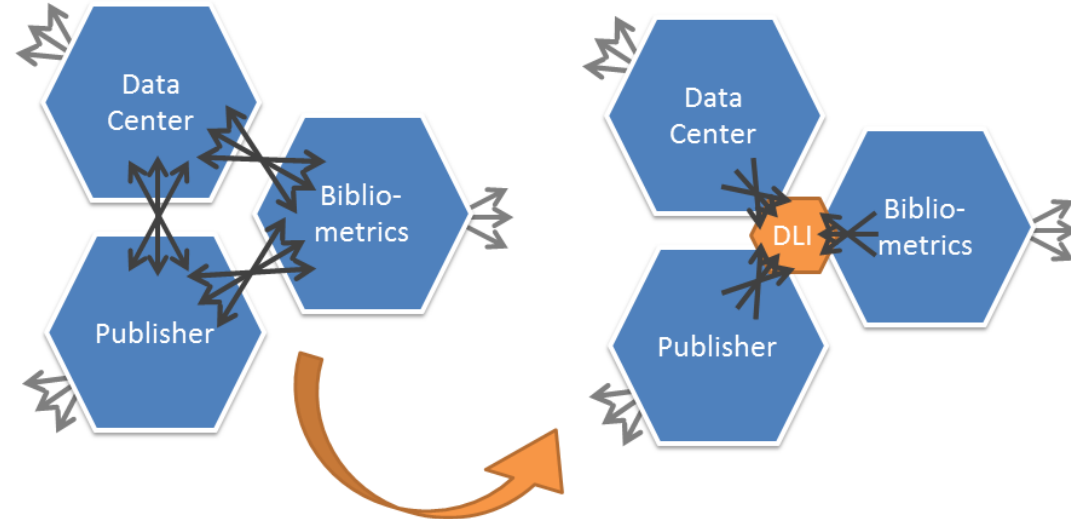 Data
Center
Biblio-
metrics
Publisher
Data
Center
DLI
Biblio-
metrics
Publisher